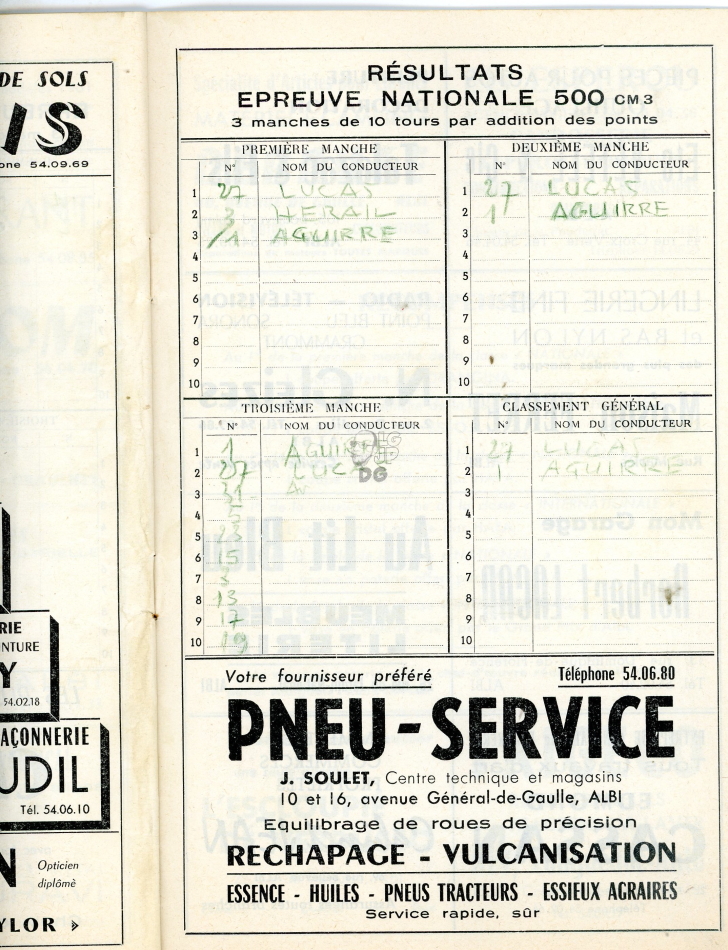 DE SOLS
IS
one 54.09.69
RIE
INTURE
Y
54.02.18
AÇONNERIE
UDIL
Tél. 54.06.10
N
Opticien
diplômè
YLOR
RÉSULTATS
EPREUVE NATIONALE 500 CM3
3 manches de 10 turs par addition des points
PREMIÈRE MANCHE
N° NOM DU CONDUCTEUR
1 27 LUCAS
2 3 HERAIL
3 1 AGUIRRE
4
5
6
7
8
9
10
DEUXIÈME MANCHE
N° NOM DU CONDUCTEUR
1 27 LUCAS
2 1 AGUIRRE
3
4
5
6
7
8
9
10
TROISIÈME MANCHE
N° NOM DU CONDUCTEUR
1 1 AGUIRRE
2 27 LUCAS
3
4
5
6 15
7
8 13
9 17
10 19
DG
CLASSEMENT GÉNÉRAL
N° NOM DU CONDUCTEUR
1 27 LUCAS
2 1 AGUIRRE
3
4
5
6
7
8
9
10
Votre fournisseur préféré
Téléphone 54.06.80
PNEU-SERVICE
J. SOULET, Centre technique et magasins
10 et 16, avenue Général-de-Gaulle, ALBI
Equilibrage de roues de précision
RECHAPAGE - VULCANISATION
ESSENCE - HUILES - PNEUS TRACTEURS - ESSIEUX AGRAIRES
Service rapide, sûr